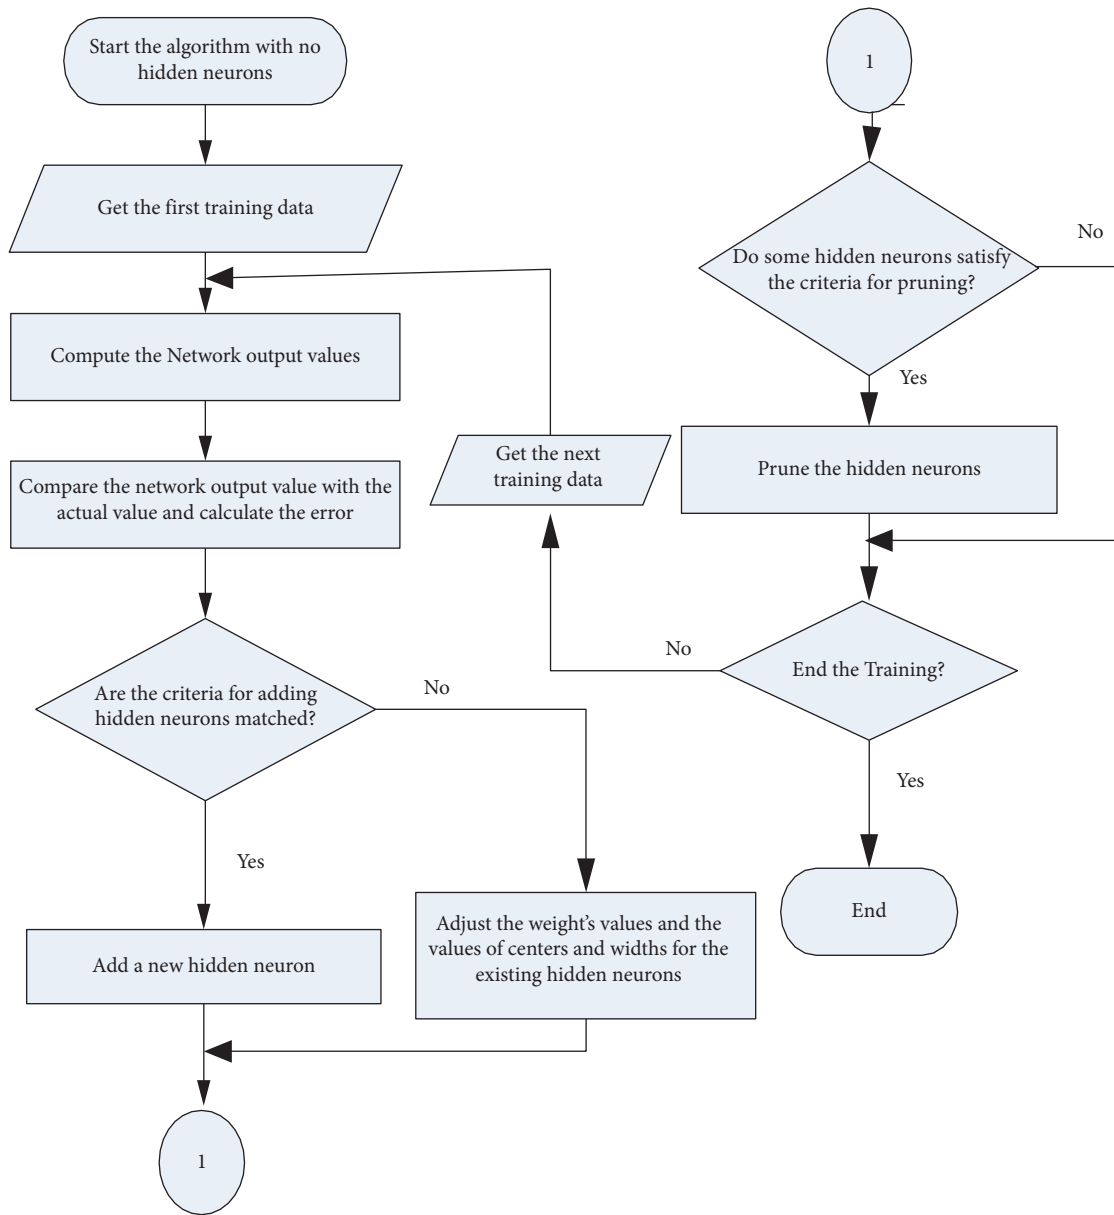 Start the algorithm with no
hidden neurons
Get the first training data
Compute the Network output values
Compare the network output value with the
actual value and calculate the error
Are the criteria for adding
hidden neurons matched?
No
Yes
Add a new hidden neuron
Adjust the weight's values and the
values of centers and widths for the
existing hidden neurons
1
1
Do some hidden neurons satisfy
the criteria for pruning?
No
Yes
Prune the hidden neurons
Get the next
training data
No
End the Training?
Yes
End